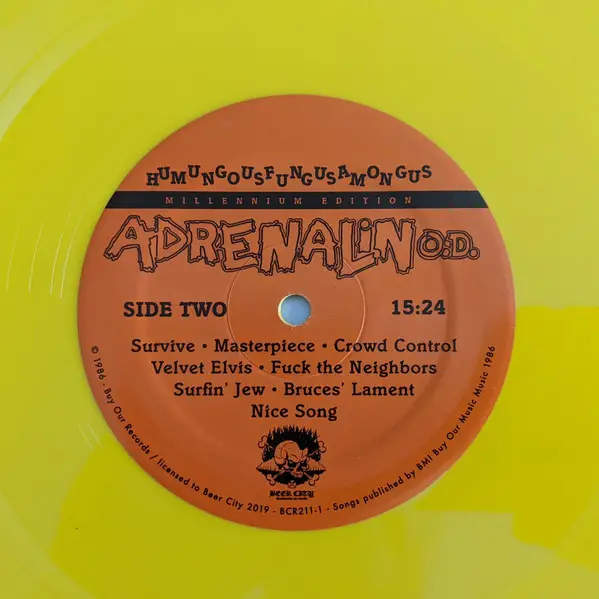 HUMUNGOUSFUNGUSAMONGUS
MILLENNIUM EDITION
ADRENALIN O.D.
SIDE TWO
15:24
Survive • Masterpiece • Crowd Control
Velvet Elvis • Fuck the Neighbors
Surfin' Jew • Bruces' Lament
Nice Song
BEER CITY
© 1986 - Buy Our Records / licensed to Beer City 2019 - BCR211-1 - Songs published by BMI Buy Our Music Music 1986